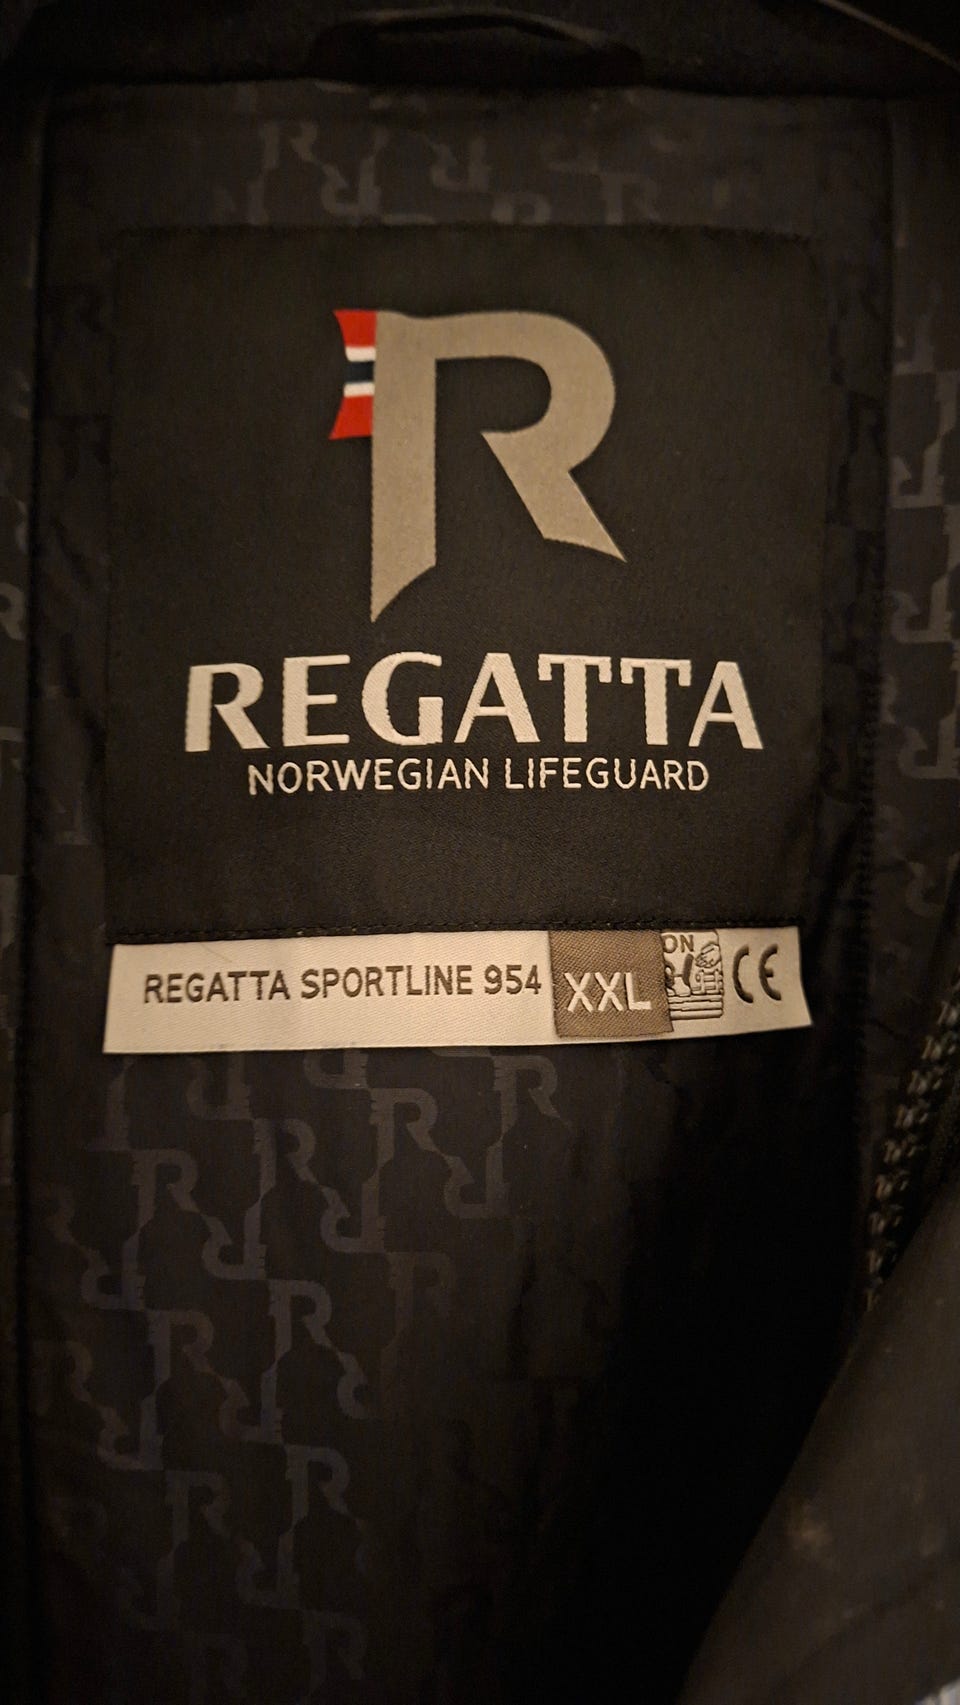 R
REGATTA
NORWEGIAN LIFEGUARD
REGATTA SPORTLINE 954 XXL ON CE